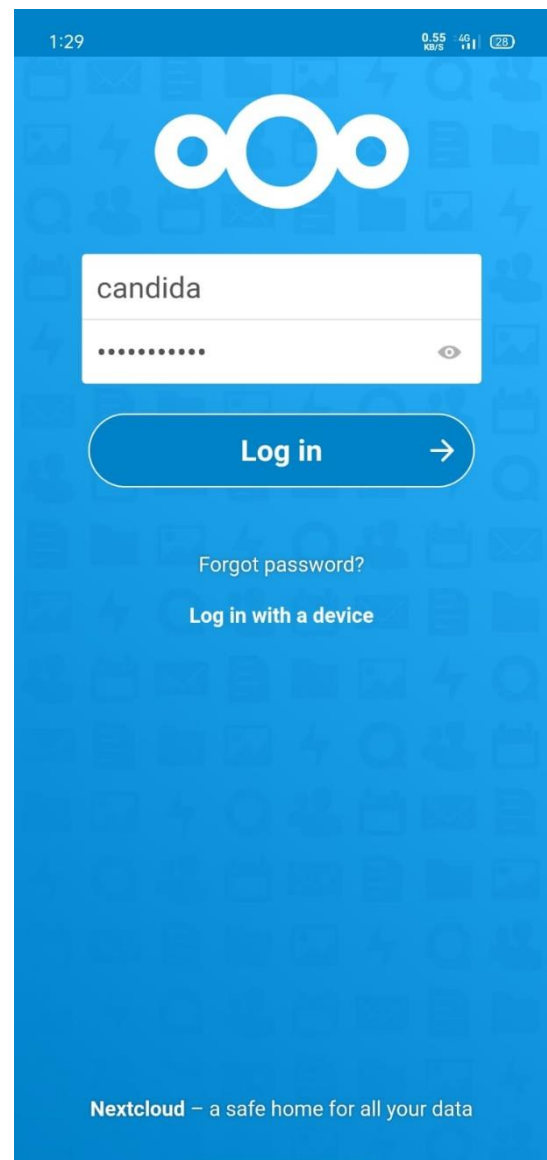 1:29 0.55 KB/S 4G 28
candida
•••••••••••
Log in →
Forgot password?
Log in with a device
Nextcloud – a safe home for all your data